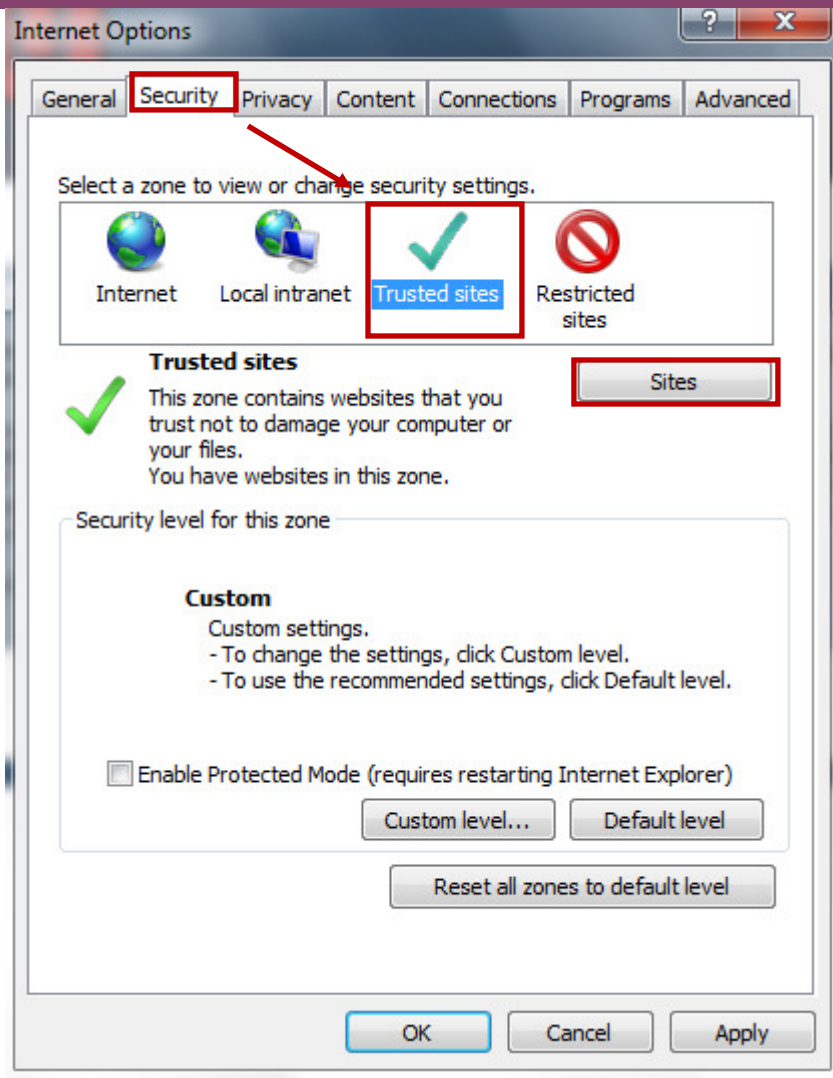 Internet Options
?
X
General Security Privacy Content Connections Programs Advanced
Select a zone to view or change security settings.
Internet Local intranet Trusted sites Restricted
sites
Trusted sites
Sites
This zone contains websites that you
trust not to damage your computer or
your files.
You have websites in this zone.
Security level for this zone
Custom
Custom settings.
- To change the settings, click Custom level.
- To use the recommended settings, click Default level.
Enable Protected Mode (requires restarting Internet Explorer)
Custom level... Default level
Reset all zones to default level
OK Cancel Apply